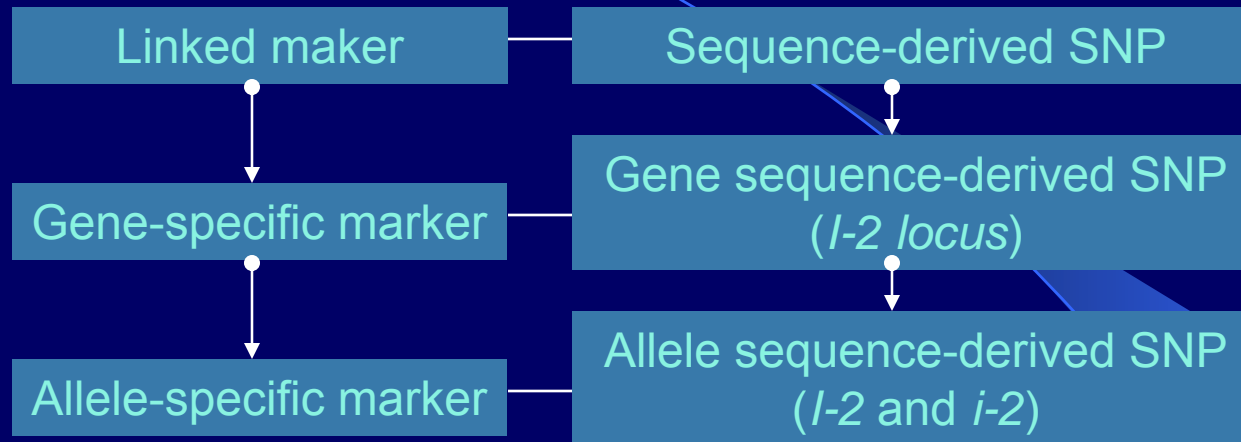 Linked maker
Sequence-derived SNP
Gene-specific marker
Gene sequence-derived SNP
(I-2 locus)
Allele-specific marker
Allele sequence-derived SNP
(I-2 and i-2)